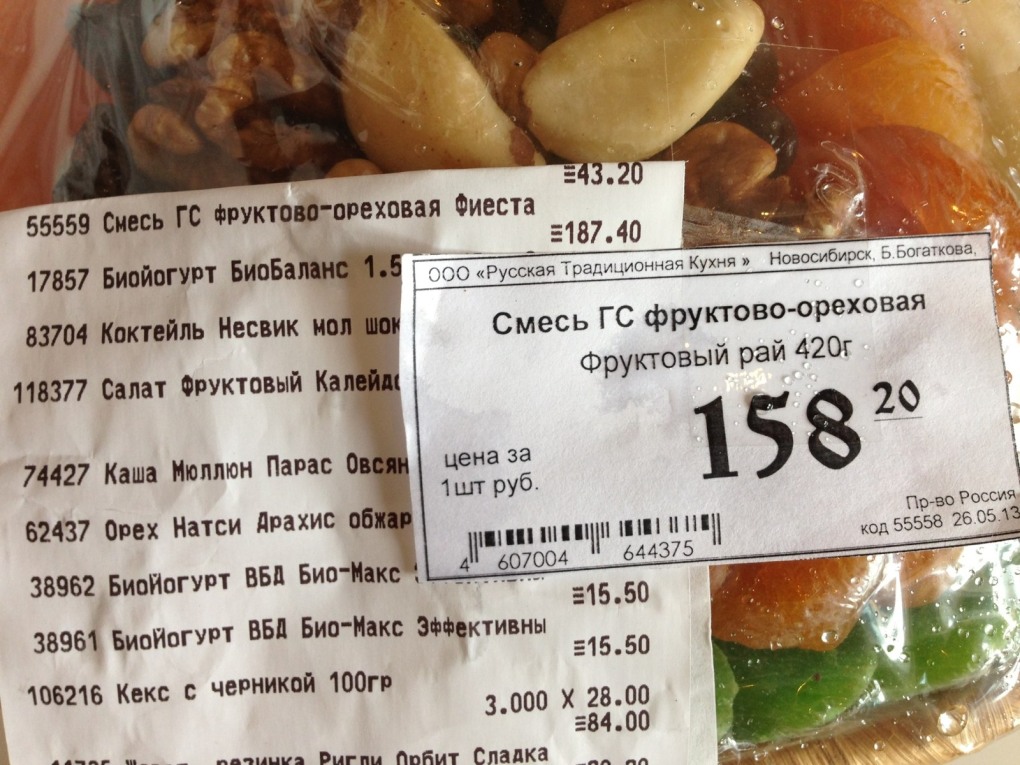 ≡43.20
55559 Смесь ГС фруктово-ореховая Фиеста
≡187.40
17857 Биойогурт БиоБаланс 1.5
83704 Коктейль Несвик мол шок
118377 Салат Фруктовый Калейдо
74427 Каша Мюллюн Парас Овсян
62437 Орех Натси Арахис обжар
38962 БиоЙогурт ВБД Био-Макс
≡15.50
38961 БиоЙогурт ВБД Био-Макс Эффективны
≡15.50
106216 Кекс с черникой 100гр
3.000 X 28.00
≡84.00
резинка Ригли Орбит Сладка
ООО «Русская Традиционная Кухня » Новосибирск, Б.Богаткова,
Смесь ГС фруктово-ореховая
Фруктовый рай 420г
158 20
цена за
1шт руб.
4 607004 644375
Пр-во Россия
код 55558 26.05.13